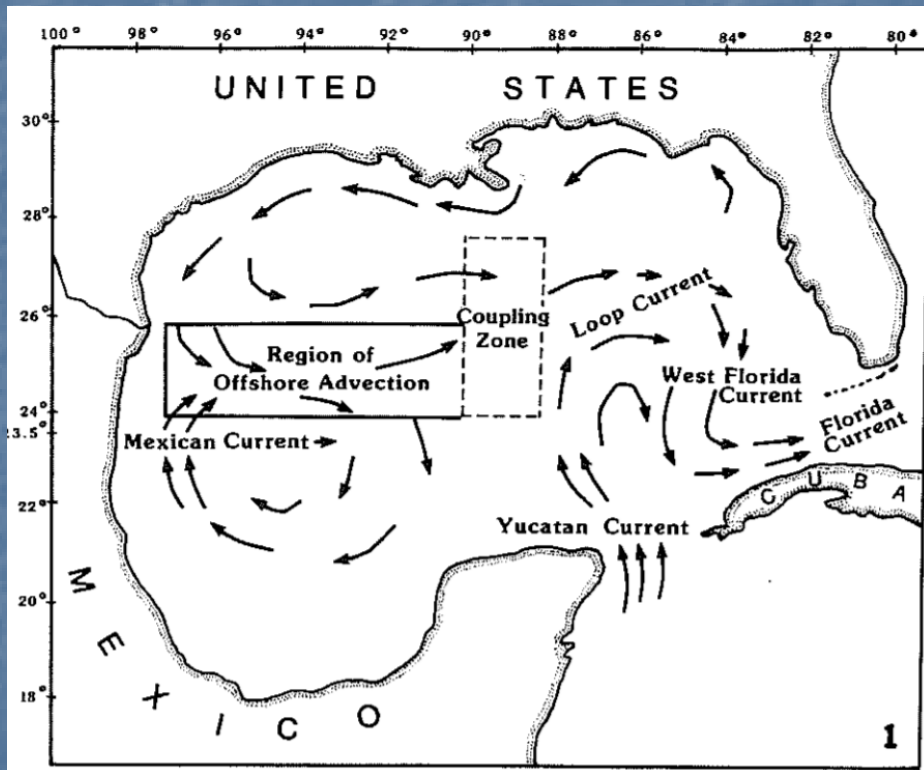 100° 98° 96° 94° 92° 90° 88° 86° 84° 82° 80°
UNITED STATES
30°
28°
26°
24°
23.5°
22°
20°
18°
Coupling
Zone
Loop Current
Region of
Offshore Advection
West Florida
Current
Florida
Current
Mexican Current
CUBA
Yucatan Current
MEXICO
1